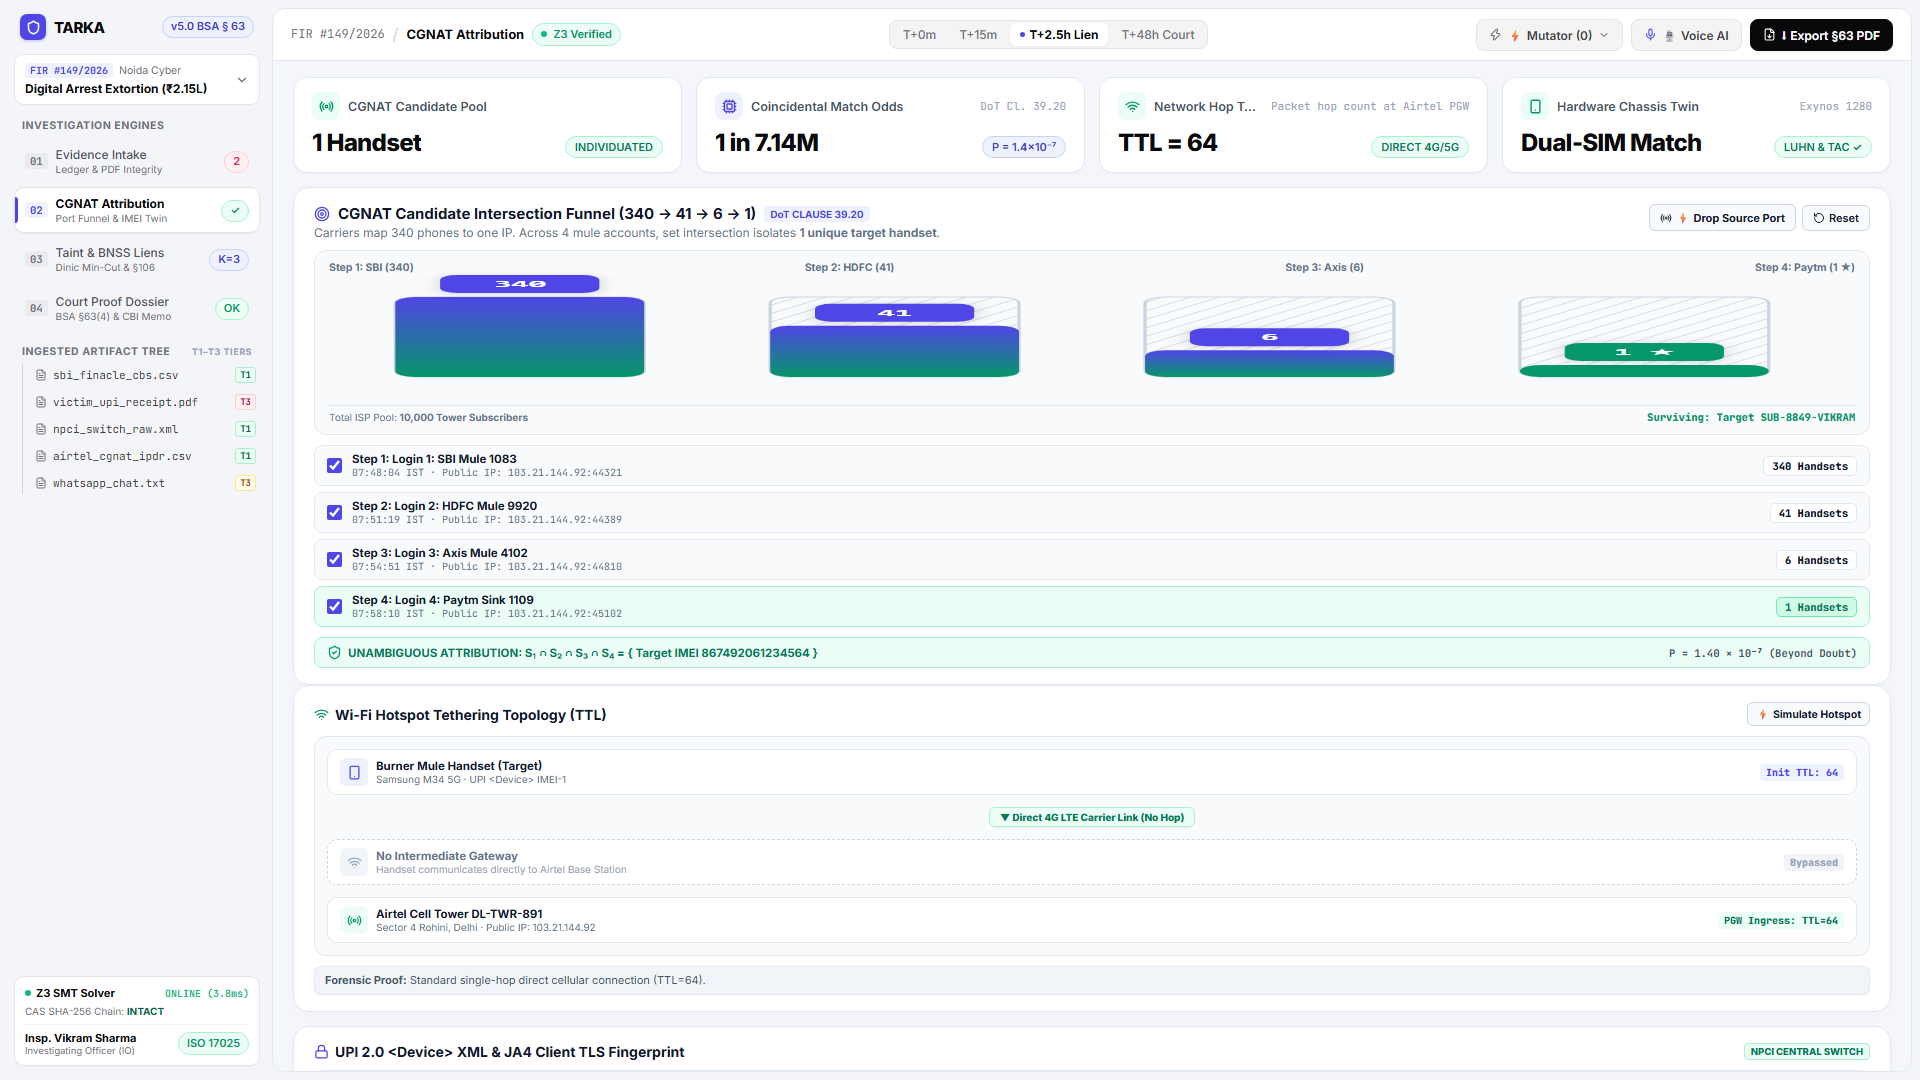 TARKA
v5.0 BSA § 63
FIR #149/2026 Noida Cyber
Digital Arrest Extortion (₹2.15L)
INVESTIGATION ENGINES
01 Evidence Intake 2
Ledger & PDF Integrity
02 CGNAT Attribution ✓
Port Funnel & IMEI Twin
03 Taint & BNSS Liens K=3
Dinic Min-Cut & §106
04 Court Proof Dossier OK
BSA §63(4) & CBI Memo
INGESTED ARTIFACT TREE T1–T3 TIERS
sbi_finacle_cbs.csv T1
victim_upi_receipt.pdf T3
npci_switch_raw.xml T1
airtel_cgnat_ipdr.csv T1
whatsapp_chat.txt T3
Z3 SMT Solver ONLINE (3.8ms)
CAS SHA-256 Chain: INTACT
Insp. Vikram Sharma ISO 17025
Investigating Officer (IO)
FIR #149/2026 / CGNAT Attribution Z3 Verified
T+0m T+15m T+2.5h Lien T+48h Court
Mutator (0) Voice AI Export §63 PDF
CGNAT Candidate Pool
1 Handset INDIVIDUATED
Coincidental Match Odds DoT Cl. 39.20
1 in 7.14M P = 1.4×10⁻⁷
Network Hop T... Packet hop count at Airtel PGW
TTL = 64 DIRECT 4G/5G
Hardware Chassis Twin Exynos 1280
Dual-SIM Match LUHN & TAC ✓
CGNAT Candidate Intersection Funnel (340 → 41 → 6 → 1) DoT CLAUSE 39.20
Carriers map 340 phones to one IP. Across 4 mule accounts, set intersection isolates 1 unique target handset.
Drop Source Port Reset
Step 1: SBI (340) Step 2: HDFC (41) Step 3: Axis (6) Step 4: Paytm (1 ★)
340 41 6 1 ★
Total ISP Pool: 10,000 Tower Subscribers Surviving: Target SUB-8849-VIKRAM
Step 1: Login 1: SBI Mule 1083
07:48:04 IST · Public IP: 103.21.144.92:44321
340 Handsets
Step 2: Login 2: HDFC Mule 9920
07:51:19 IST · Public IP: 103.21.144.92:44389
41 Handsets
Step 3: Login 3: Axis Mule 4102
07:54:51 IST · Public IP: 103.21.144.92:44810
6 Handsets
Step 4: Login 4: Paytm Sink 1109
07:58:10 IST · Public IP: 103.21.144.92:45102
1 Handsets
UNAMBIGUOUS ATTRIBUTION: S₁ ∩ S₂ ∩ S₃ ∩ S₄ = { Target IMEI 867492061234564 } P = 1.40 × 10⁻⁷ (Beyond Doubt)
Wi-Fi Hotspot Tethering Topology (TTL) Simulate Hotspot
Burner Mule Handset (Target)
Samsung M34 5G · UPI <Device> IMEI-1
Init TTL: 64
▼ Direct 4G LTE Carrier Link (No Hop)
No Intermediate Gateway
Handset communicates directly to Airtel Base Station
Bypassed
Airtel Cell Tower DL-TWR-891
Sector 4 Rohini, Delhi · Public IP: 103.21.144.92
PGW Ingress: TTL=64
Forensic Proof: Standard single-hop direct cellular connection (TTL=64).
UPI 2.0 <Device> XML & JA4 Client TLS Fingerprint NPCI CENTRAL SWITCH